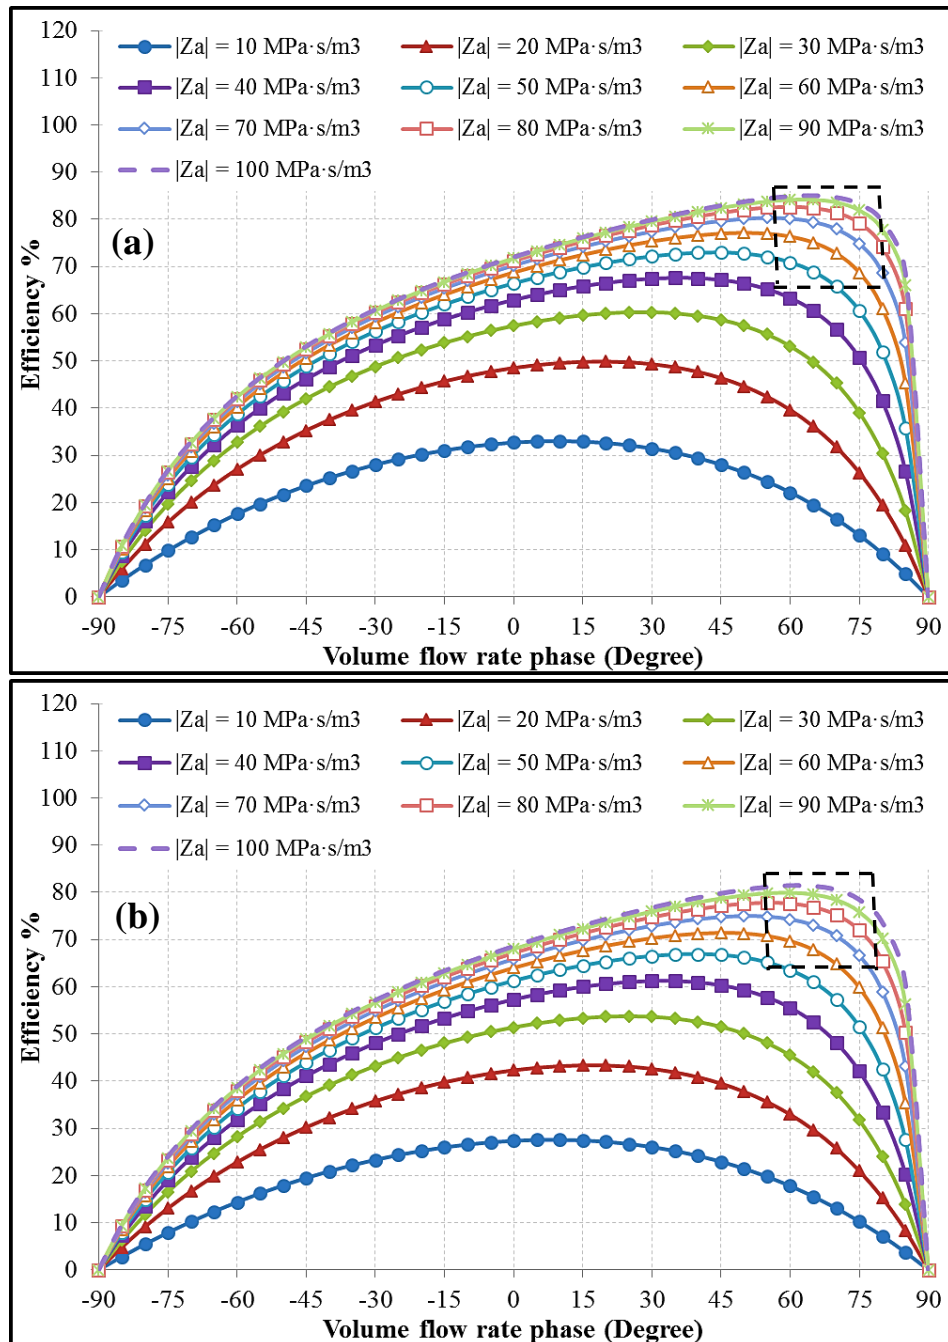 120
110
100
90
80
70
60
50
40
30
20
10
0
Efficiency %
|Za| = 10 MPa·s/m3 |Za| = 20 MPa·s/m3 |Za| = 30 MPa·s/m3
|Za| = 40 MPa·s/m3 |Za| = 50 MPa·s/m3 |Za| = 60 MPa·s/m3
|Za| = 70 MPa·s/m3 |Za| = 80 MPa·s/m3 |Za| = 90 MPa·s/m3
|Za| = 100 MPa·s/m3
(a)
-90 -75 -60 -45 -30 -15 0 15 30 45 60 75 90
Volume flow rate phase (Degree)
120
110
100
90
80
70
60
50
40
30
20
10
0
Efficiency %
|Za| = 10 MPa·s/m3 |Za| = 20 MPa·s/m3 |Za| = 30 MPa·s/m3
|Za| = 40 MPa·s/m3 |Za| = 50 MPa·s/m3 |Za| = 60 MPa·s/m3
|Za| = 70 MPa·s/m3 |Za| = 80 MPa·s/m3 |Za| = 90 MPa·s/m3
|Za| = 100 MPa·s/m3
(b)
-90 -75 -60 -45 -30 -15 0 15 30 45 60 75 90
Volume flow rate phase (Degree)